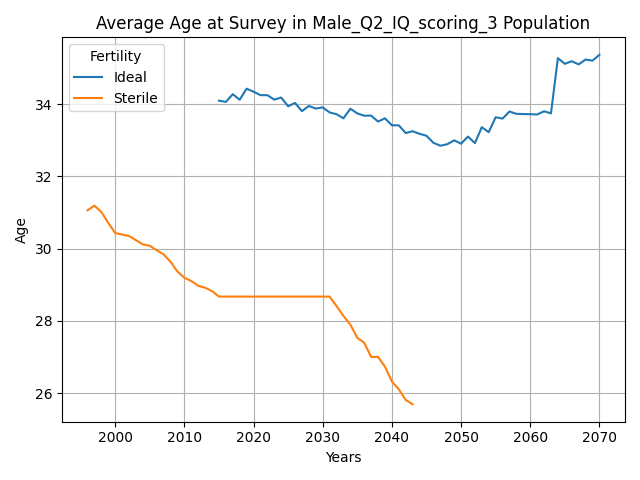 Average Age at Survey in Male_Q2_IQ_scoring_3 Population
Fertility
Ideal
Sterile
Age
34
32
30
28
26
2000 2010 2020 2030 2040 2050 2060 2070
Years